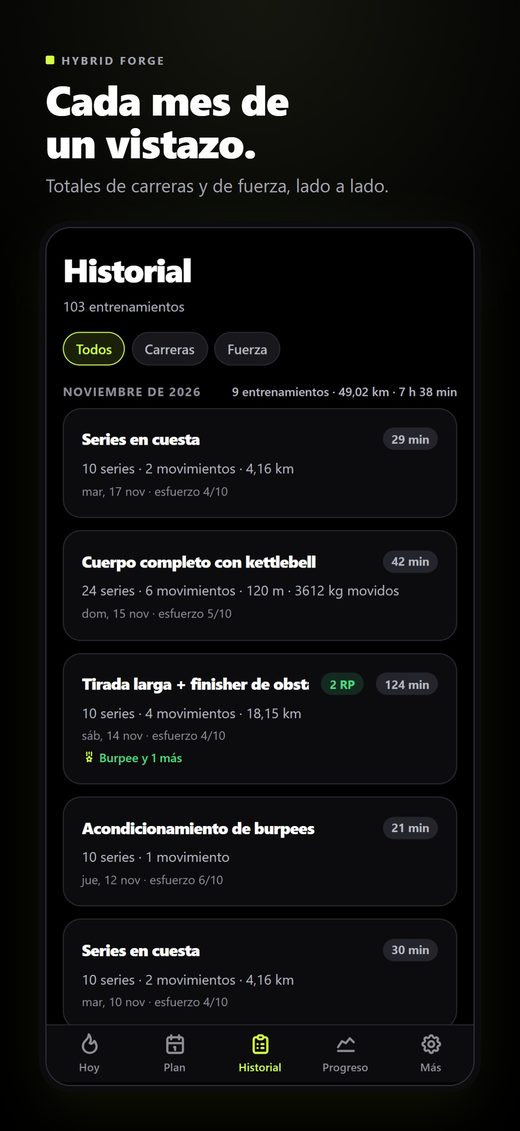 HYBRID FORGE
Cada mes de
un vistazo.
Totales de carreras y de fuerza, lado a lado.
Historial
103 entrenamientos
Todos Carreras Fuerza
NOVIEMBRE DE 2026 9 entrenamientos · 49,02 km · 7 h 38 min
Series en cuesta 29 min
10 series · 2 movimientos · 4,16 km
mar, 17 nov · esfuerzo 4/10
Cuerpo completo con kettlebell 42 min
24 series · 6 movimientos · 120 m · 3612 kg movidos
dom, 15 nov · esfuerzo 5/10
Tirada larga + finisher de obst 2 RP 124 min
10 series · 4 movimientos · 18,15 km
sáb, 14 nov · esfuerzo 4/10
Burpee y 1 más
Acondicionamiento de burpees 21 min
10 series · 1 movimiento
jue, 12 nov · esfuerzo 6/10
Series en cuesta 30 min
10 series · 2 movimientos · 4,16 km
mar, 10 nov · esfuerzo 4/10
Hoy Plan Historial Progreso Más